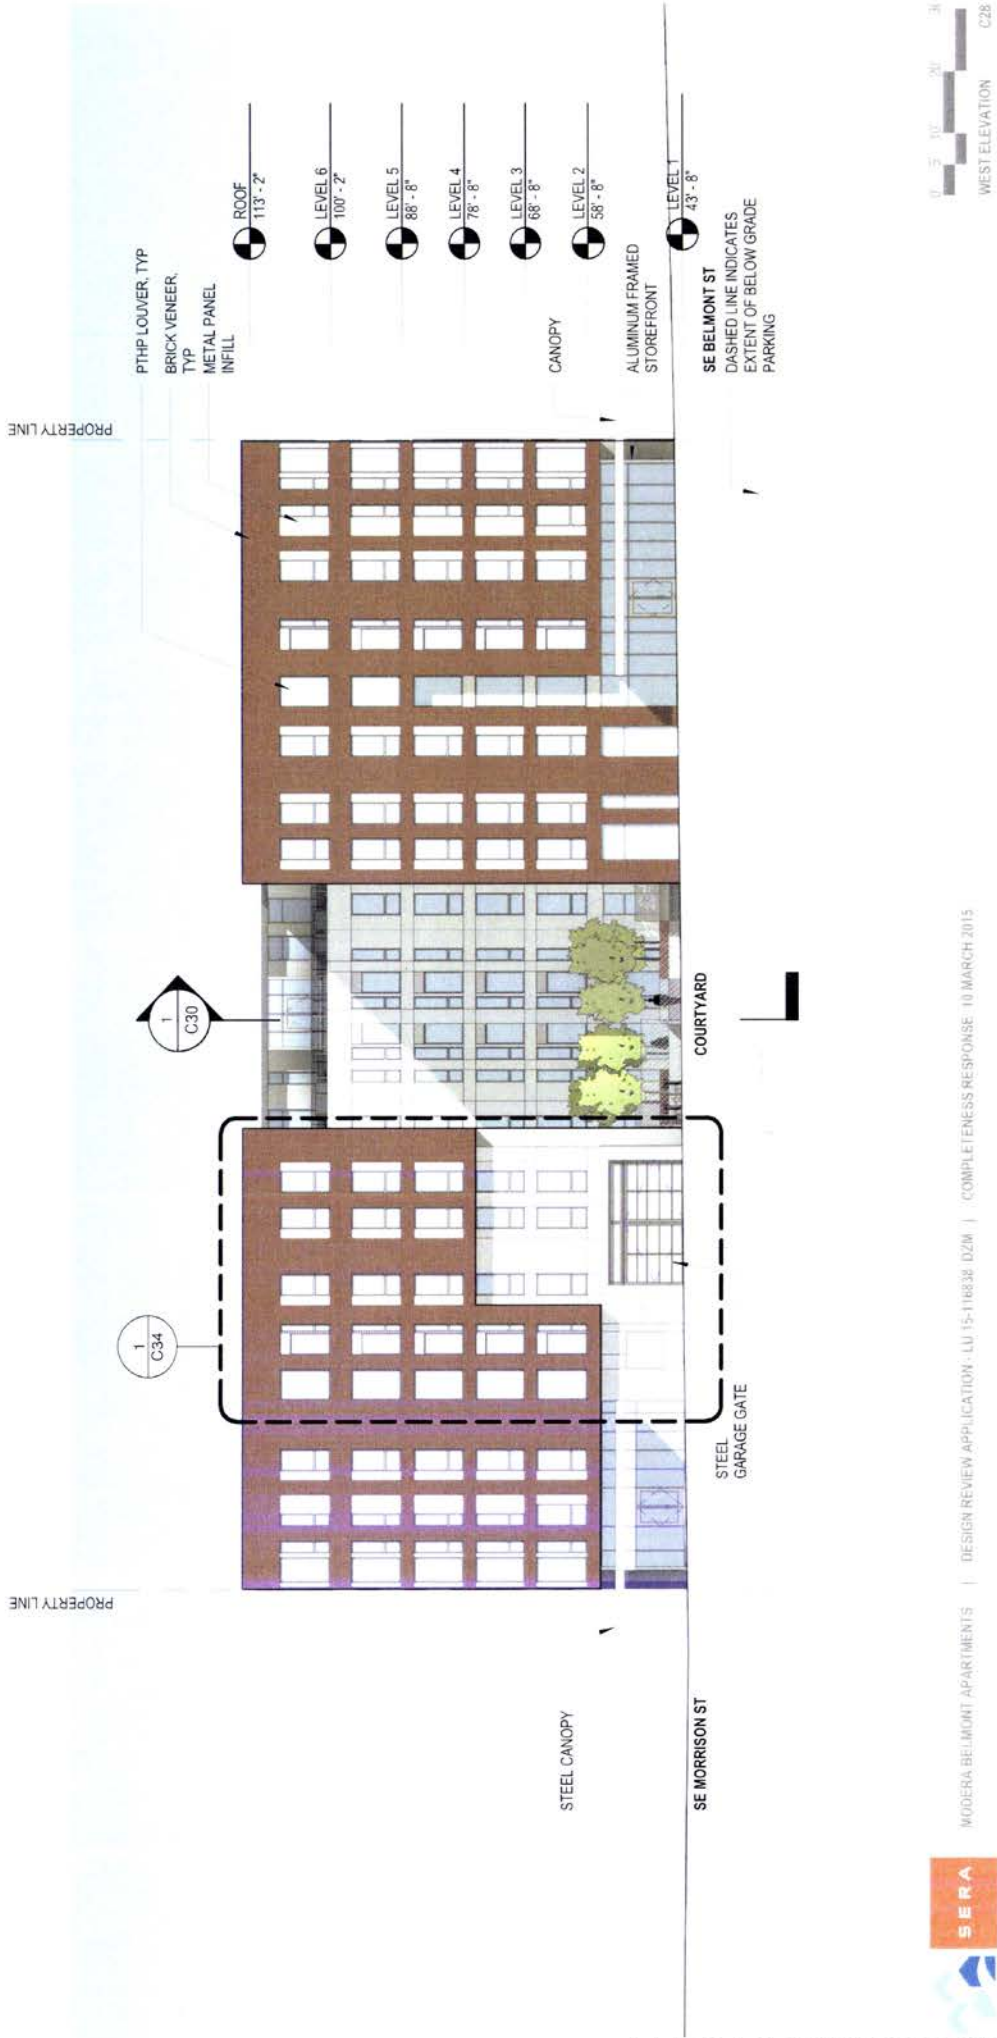 PROPERTY LINE
PROPERTY LINE
PTHP LOUVER, TYP
BRICK VENEER,
TYP
METAL PANEL
INFILL
ROOF
113' - 2"
LEVEL 6
100' - 2"
LEVEL 5
88' - 8"
LEVEL 4
78' - 8"
LEVEL 3
68' - 8"
LEVEL 2
58' - 8"
LEVEL 1
43' - 8"
1
C34
1
C30
CANOPY
ALUMINUM FRAMED
STOREFRONT
STEEL CANOPY
SE MORRISON ST
STEEL
GARAGE GATE
COURTYARD
SE BELMONT ST
DASHED LINE INDICATES
EXTENT OF BELOW GRADE
PARKING
SERA
MODERA BELMONT APARTMENTS | DESIGN REVIEW APPLICATION - LU 15-116838 DZM | COMPLETENESS RESPONSE 10 MARCH 2015
0 5' 10' 20'
WEST ELEVATION C28